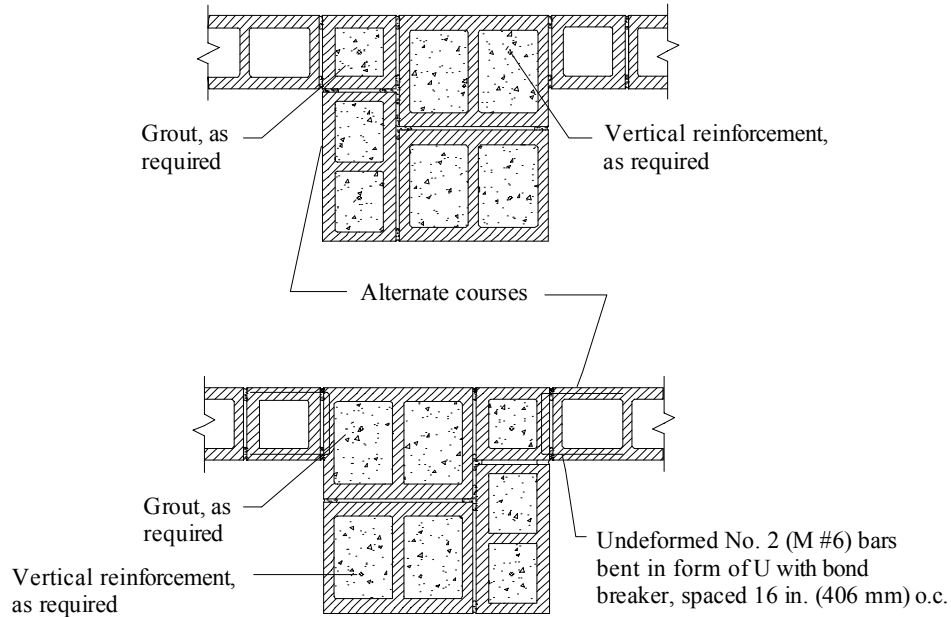 Grout, as
required
Vertical reinforcement,
as required
Alternate courses
Grout, as
required
Vertical reinforcement,
as required
Undeformed No. 2 (M #6) bars
bent in form of U with bond
breaker, spaced 16 in. (406 mm) o.c.